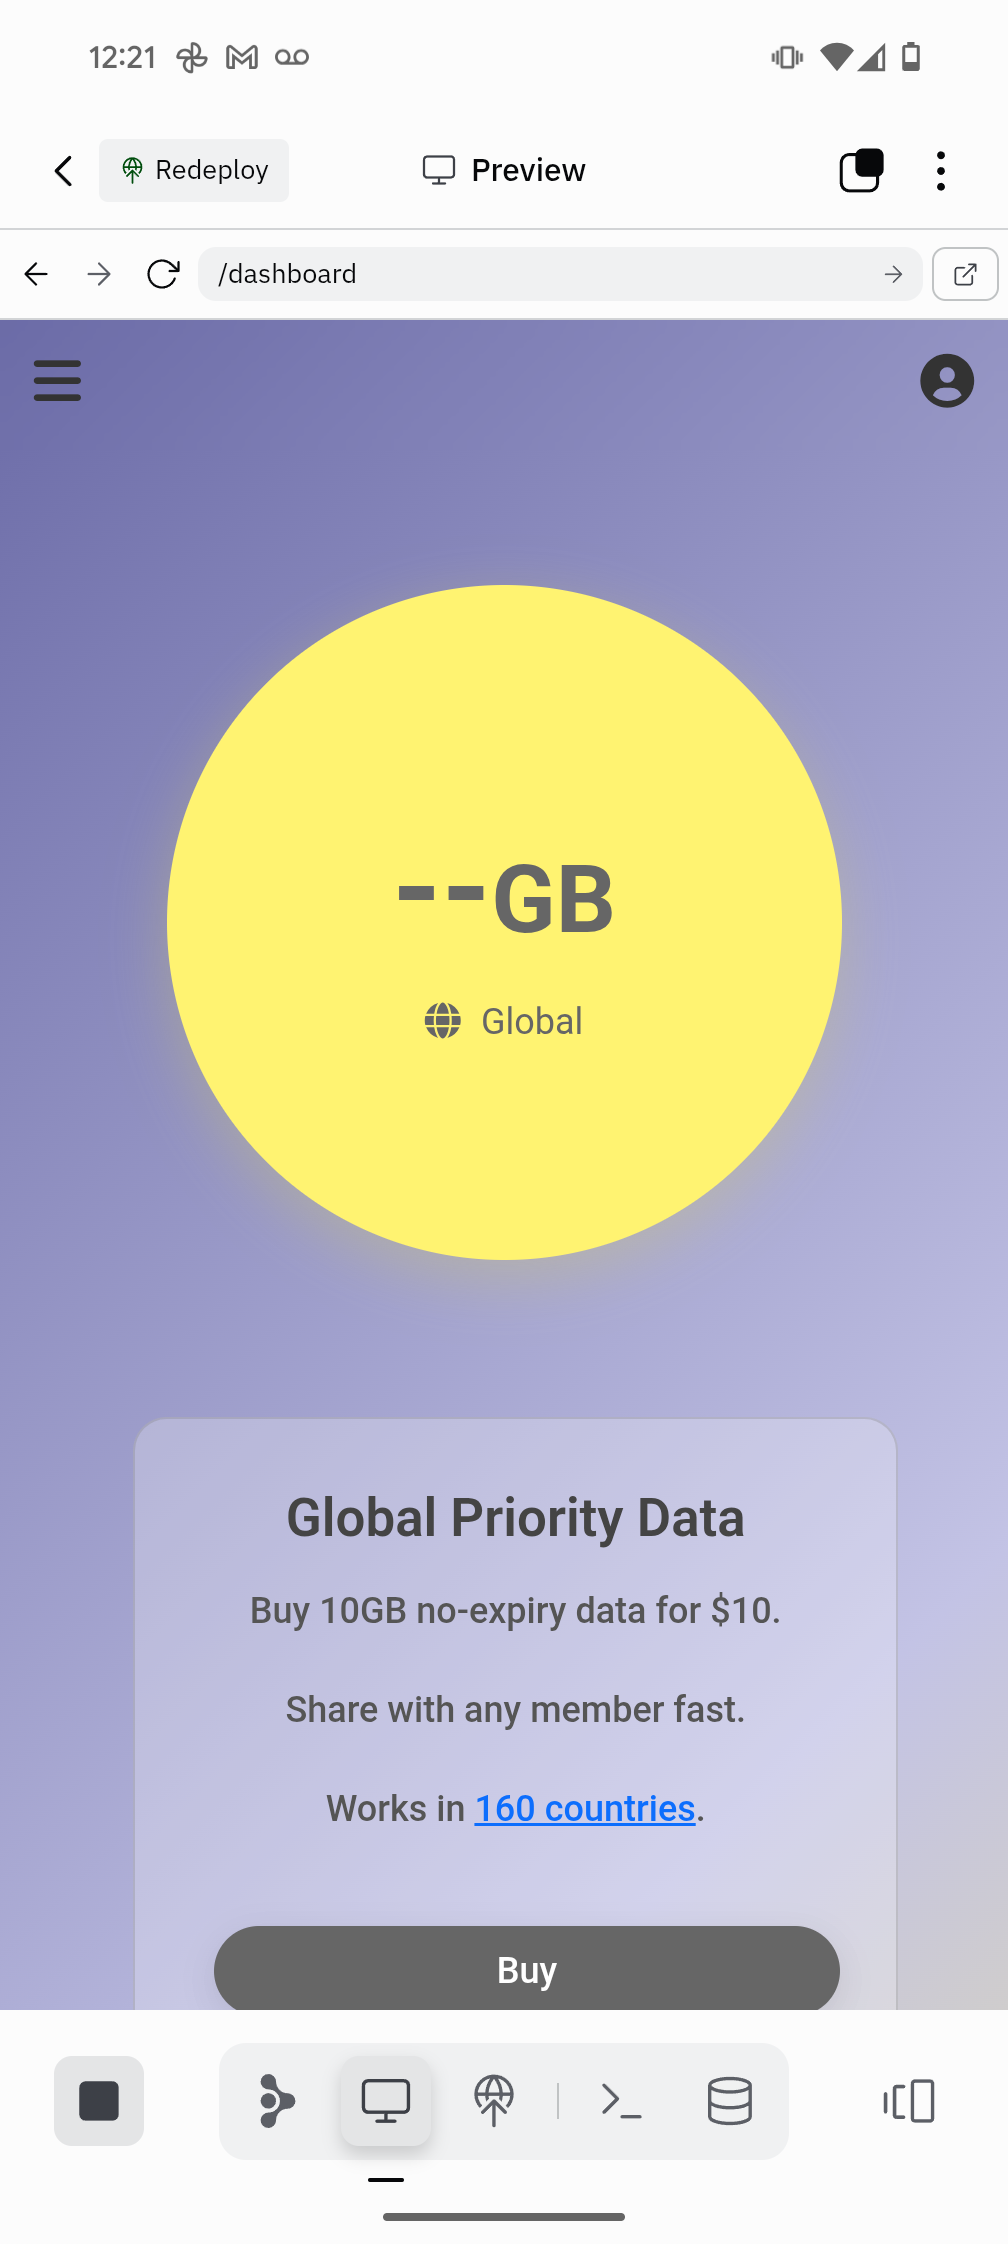 12:21
Redeploy
Preview
/dashboard
--GB
Global
Global Priority Data
Buy 10GB no-expiry data for $10.
Share with any member fast.
Works in 160 countries.
Buy